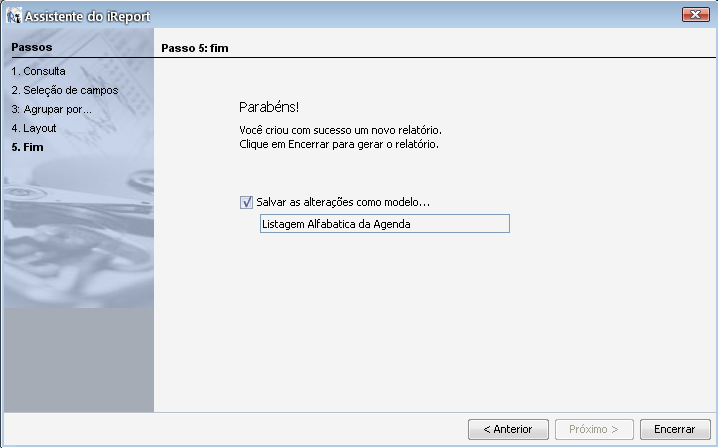 Assistente do iReport
Passos
1. Consulta
2. Seleção de campos
3: Agrupar por...
4. Layout
5. Fim
Passo 5: fim
Parabéns!
Você criou com sucesso um novo relatório.
Clique em Encerrar para gerar o relatório.
Salvar as alterações como modelo...
Listagem Alfabatica da Agenda
< Anterior
Próximo >
Encerrar